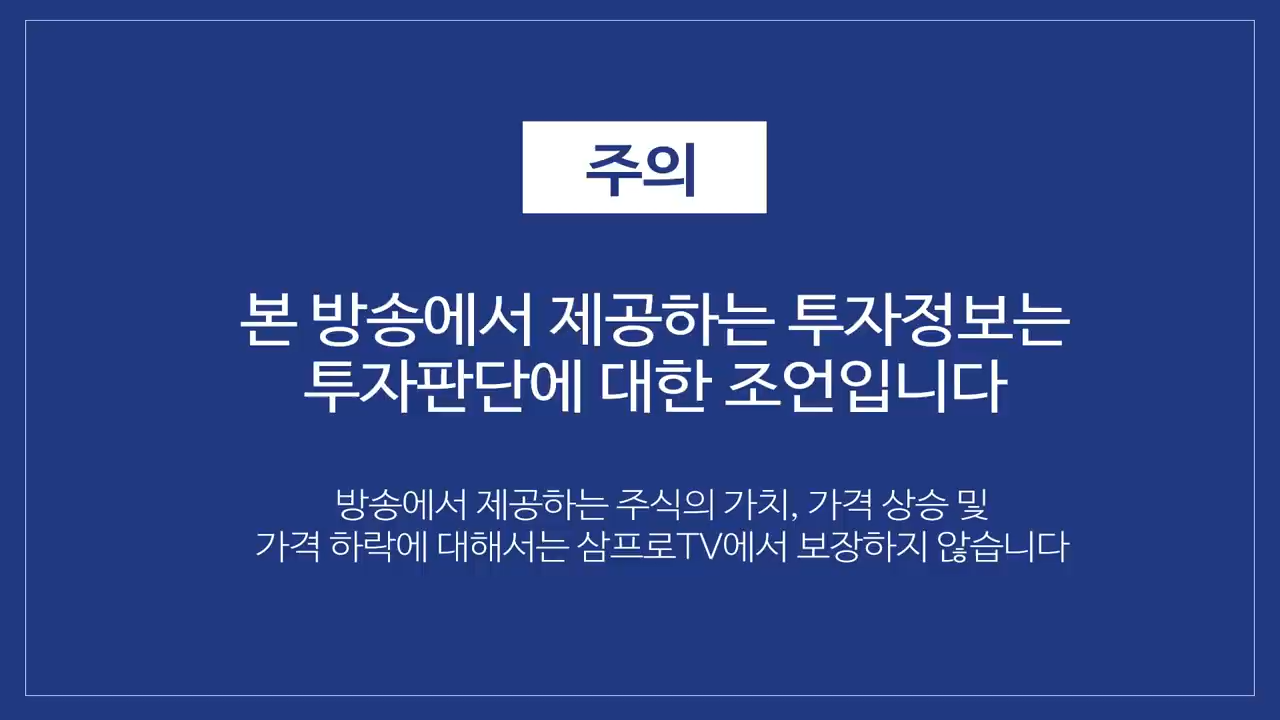 주의
본 방송에서 제공하는 투자정보는
투자판단에 대한 조언입니다
방송에서 제공하는 주식의 가치, 가격 상승 및
가격 하락에 대해서는 삼프로TV에서 보장하지 않습니다